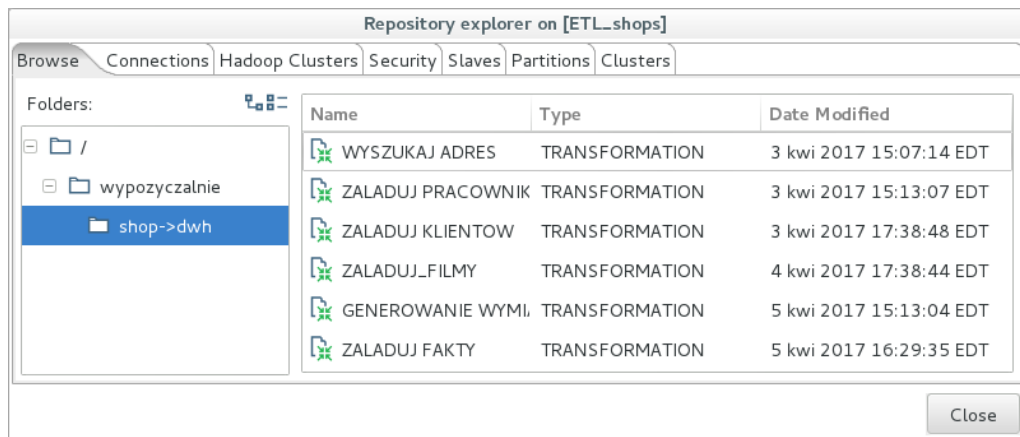 Repository explorer on [ETL_shops]
Browse Connections Hadoop Clusters Security Slaves Partitions Clusters
Folders:
/
wypozyczalnie
shop->dwh
Name Type Date Modified
WYSZUKAJ ADRES TRANSFORMATION 3 kwi 2017 15:07:14 EDT
ZALADUJ PRACOWNIK TRANSFORMATION 3 kwi 2017 15:13:07 EDT
ZALADUJ KLIENTOW TRANSFORMATION 3 kwi 2017 17:38:48 EDT
ZALADUJ_FILMY TRANSFORMATION 4 kwi 2017 17:38:44 EDT
GENEROWANIE WYMI TRANSFORMATION 5 kwi 2017 15:13:04 EDT
ZALADUJ FAKTY TRANSFORMATION 5 kwi 2017 16:29:35 EDT
Close